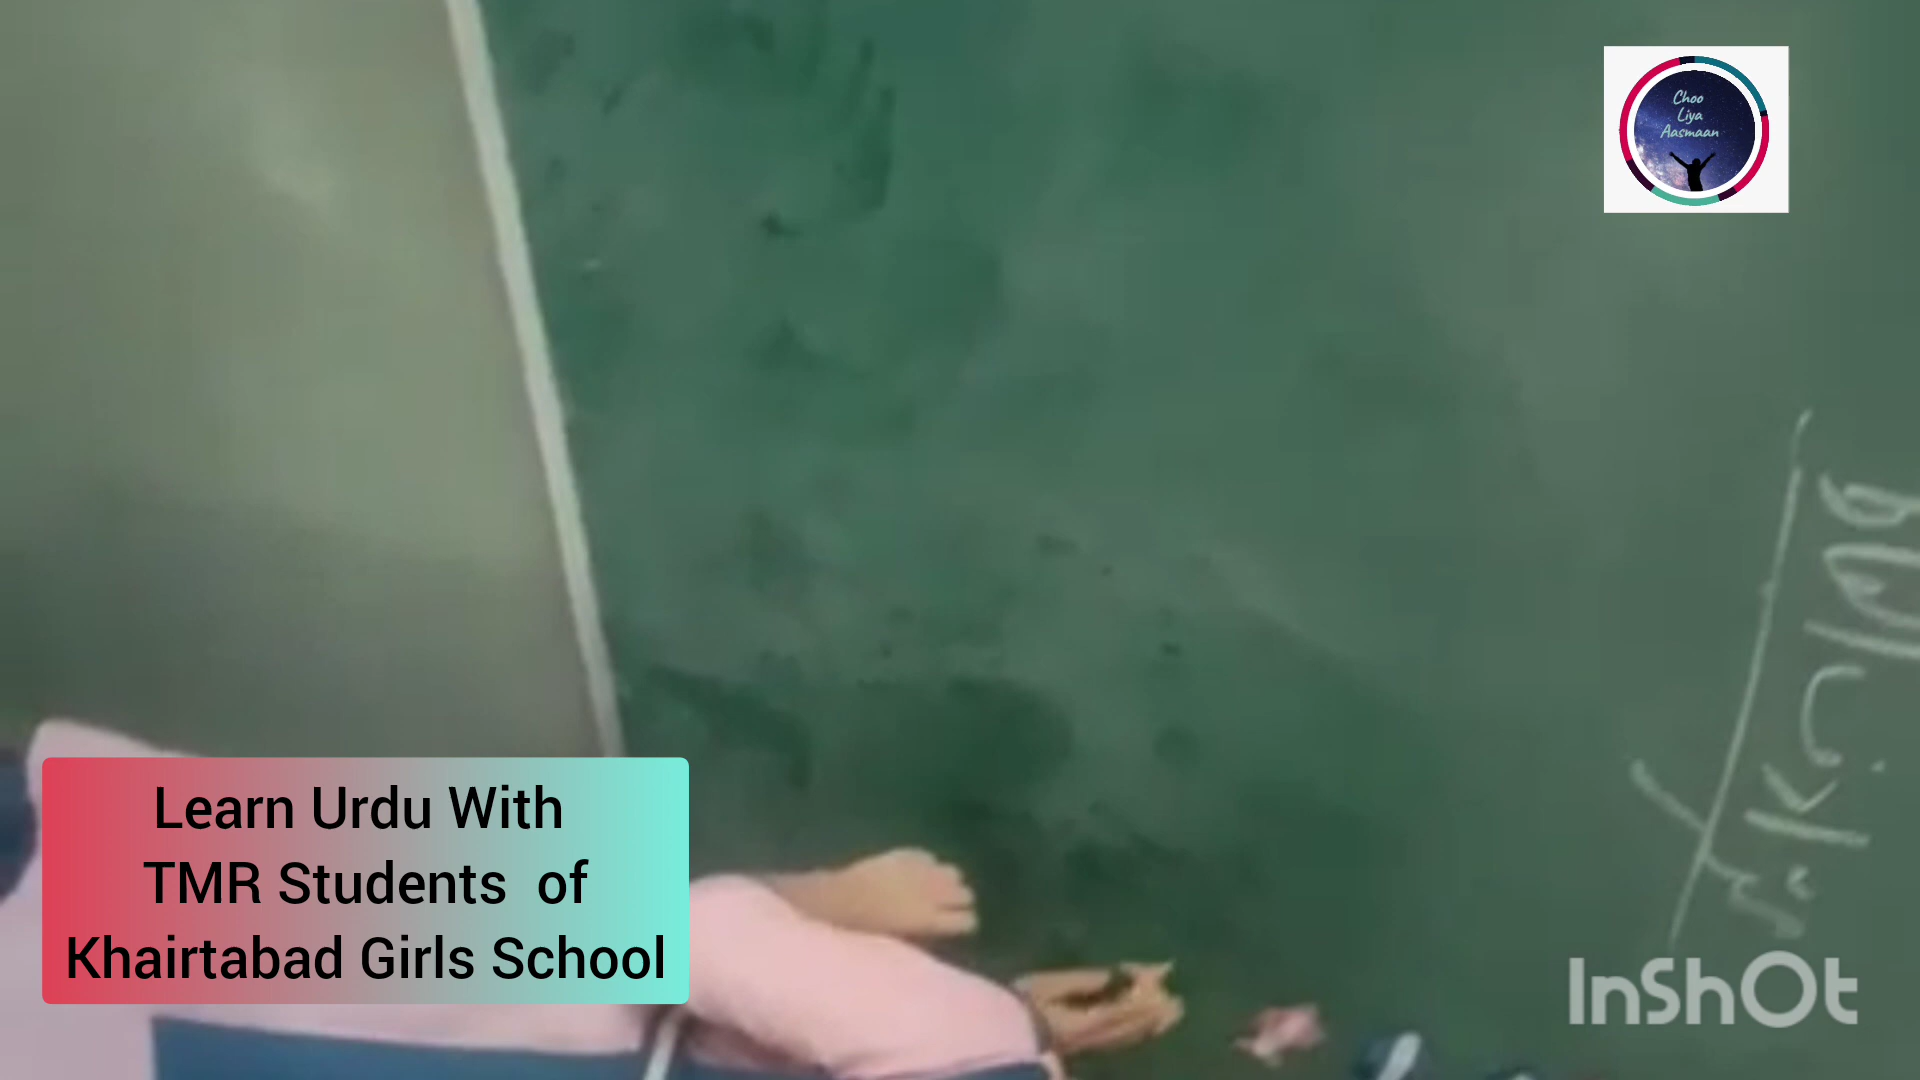 Choo
Liya
Aasmaan
Learn Urdu With
TMR Students of
Khairtabad Girls School
InShOt